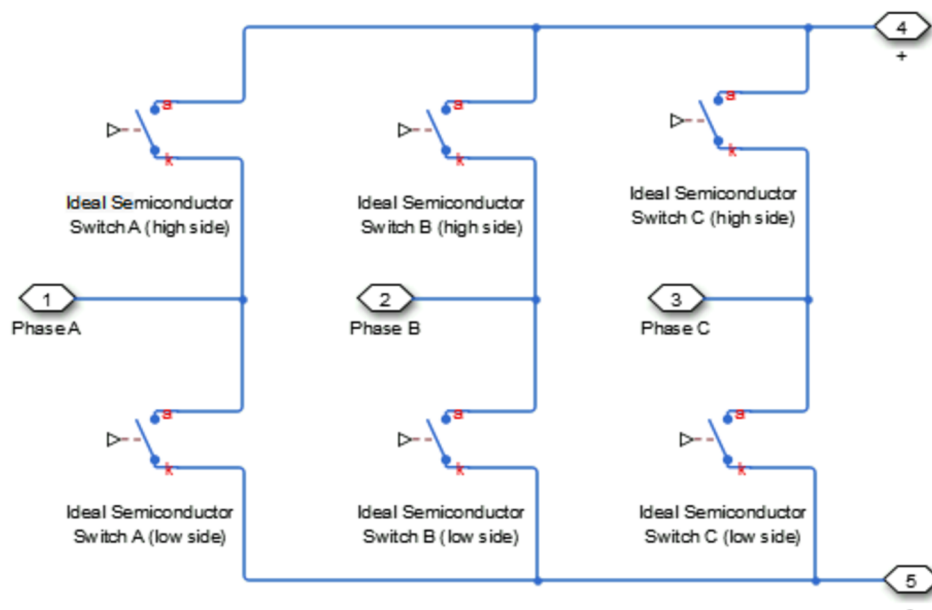 4
+
a
k
Ideal Semiconductor
Switch A (high side)
a
k
Ideal Semiconductor
Switch B (high side)
a
k
Ideal Semiconductor
Switch C (high side)
1
Phase A
2
Phase B
3
Phase C
a
k
Ideal Semiconductor
Switch A (low side)
a
k
Ideal Semiconductor
Switch B (low side)
a
k
Ideal Semiconductor
Switch C (low side)
5